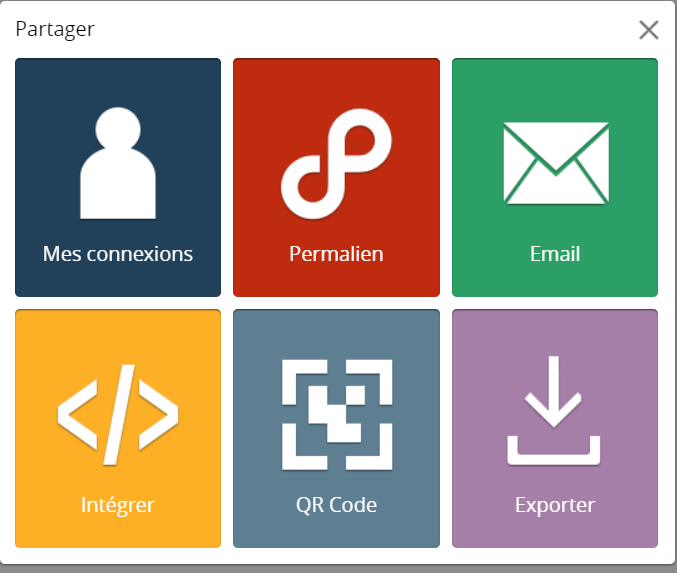 Partager
Mes connexions
Permalien
Email
Intégrer
QR Code
Exporter